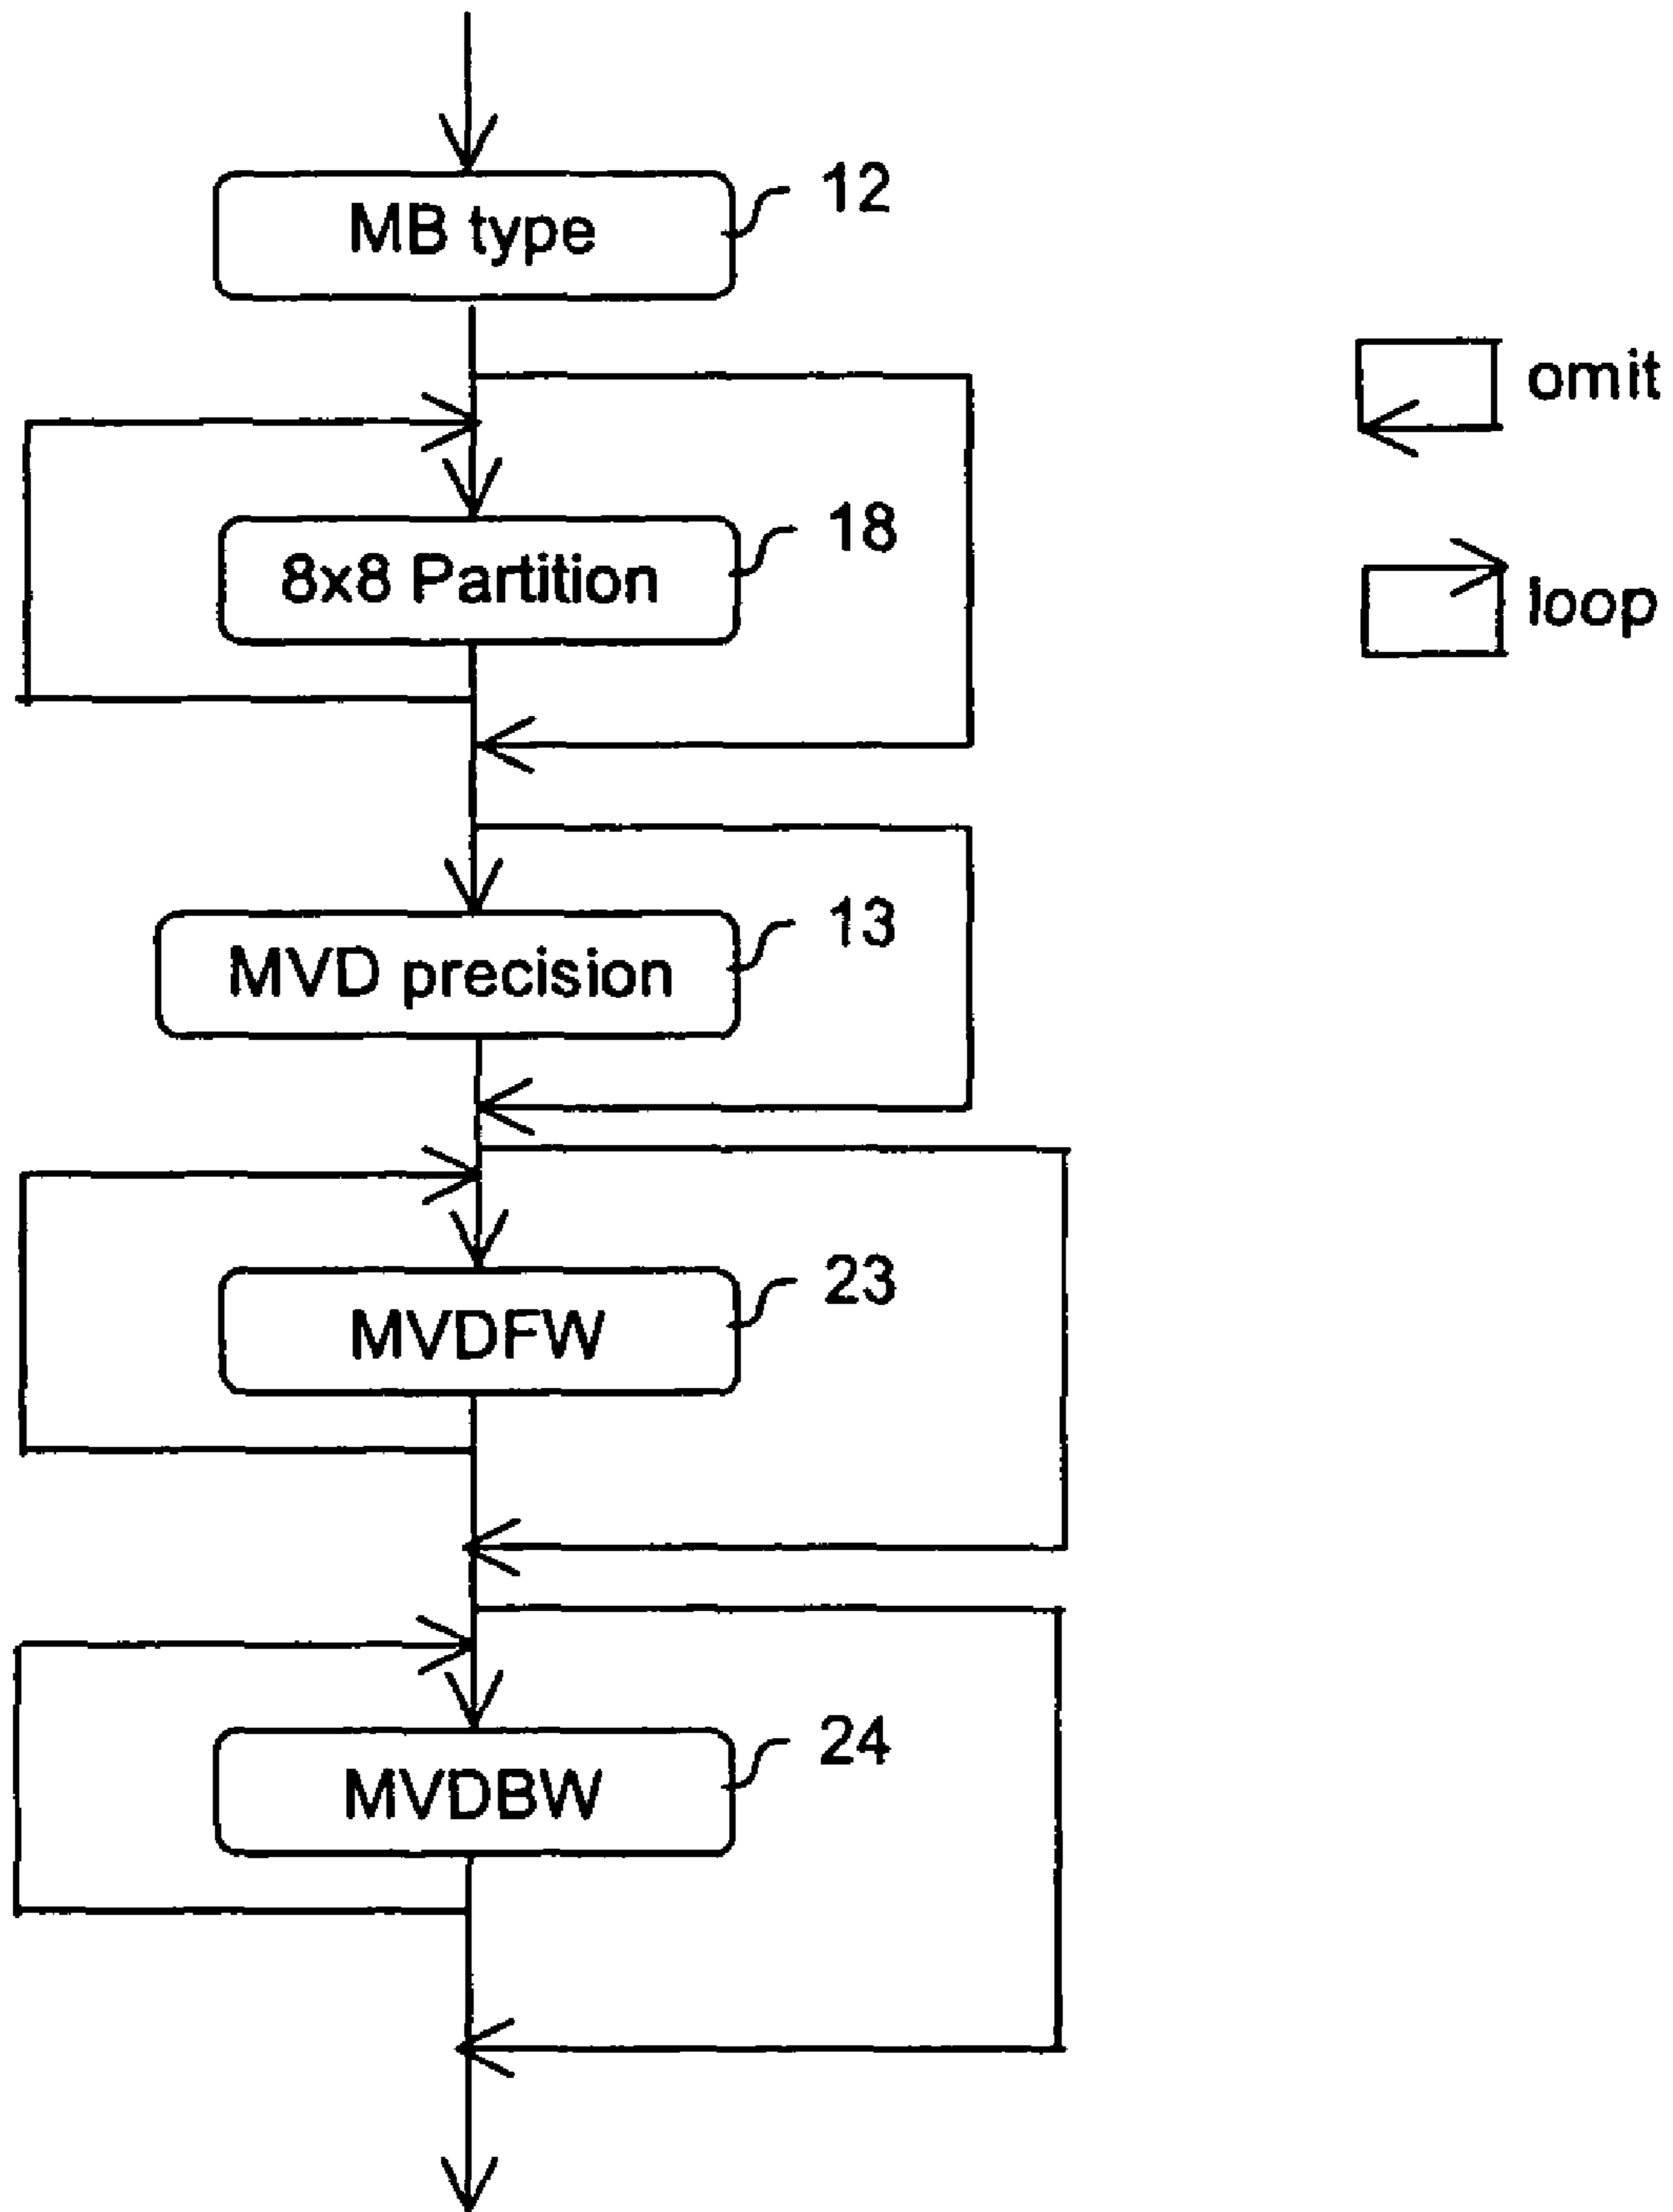 12
MB type
omit
18
8x8 Partition
loop
13
MVD precision
23
MVDFW
24
MVDBW